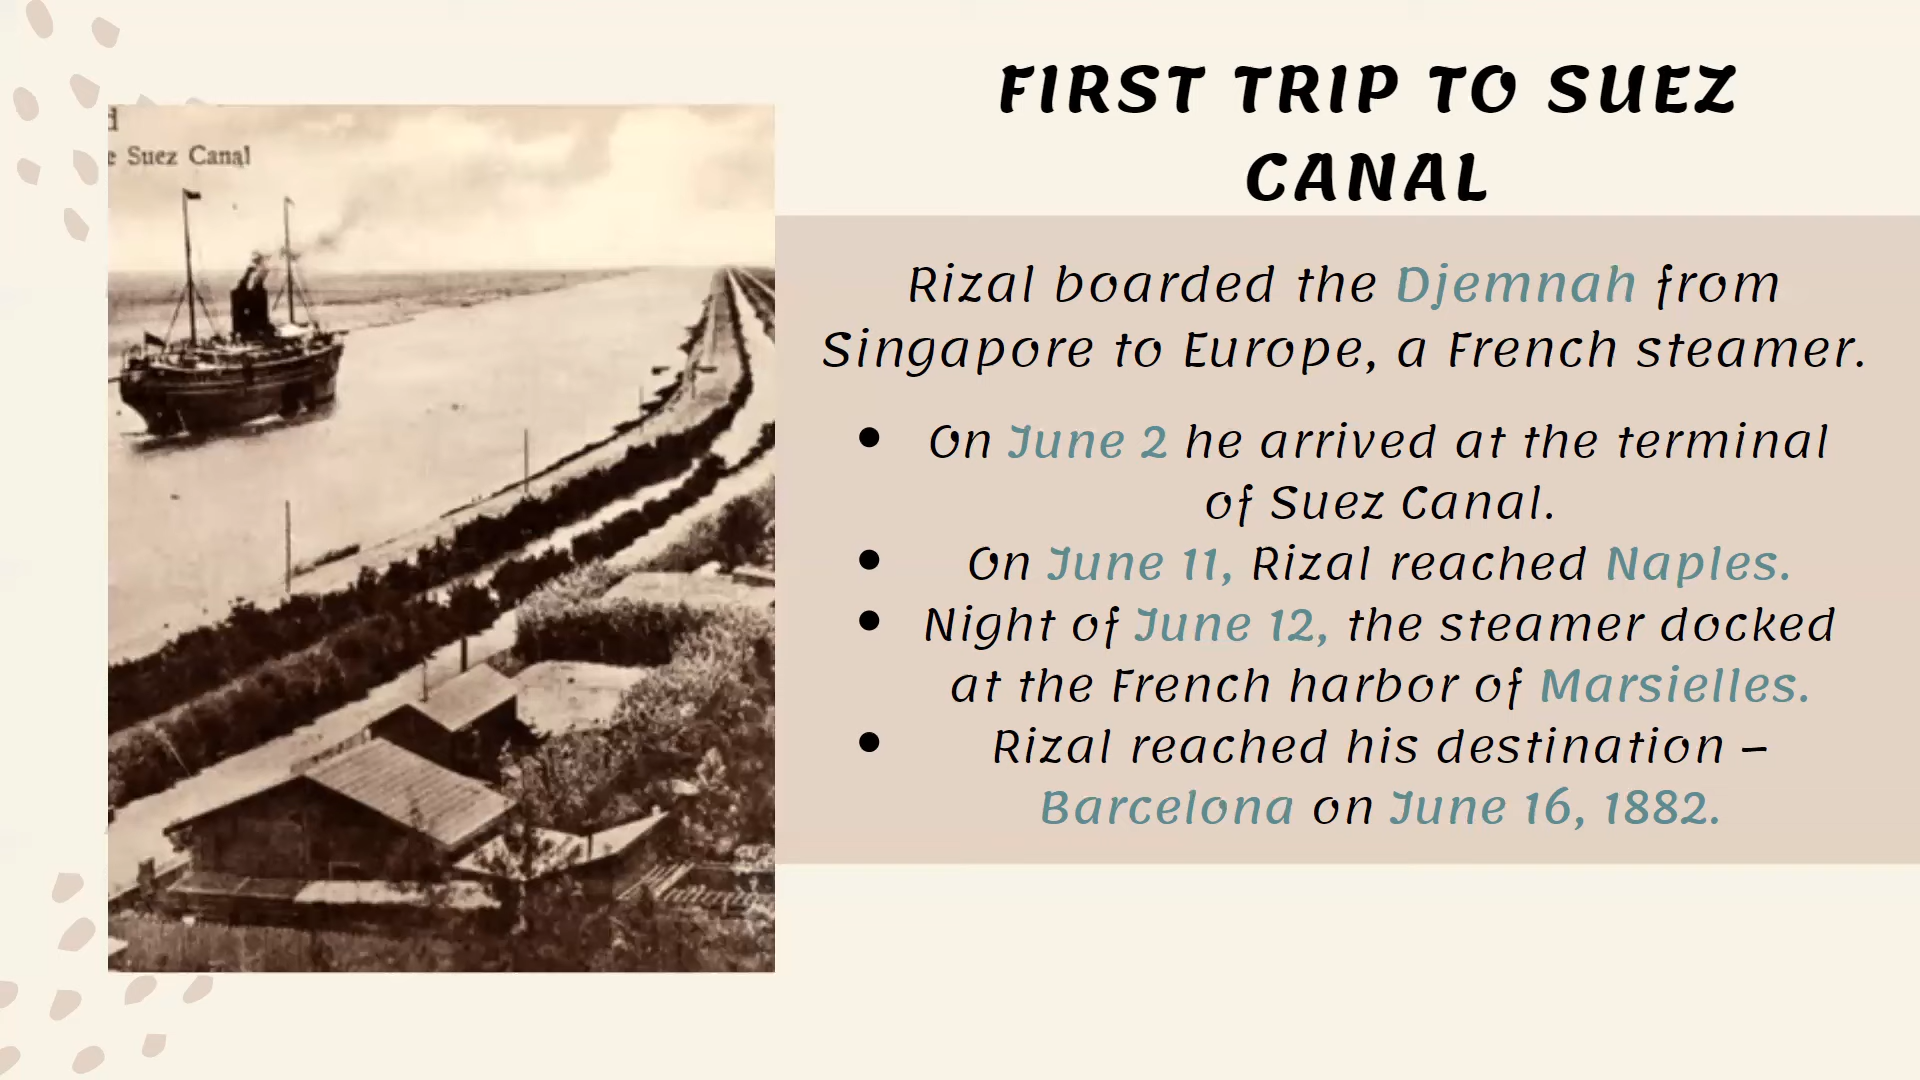 d
e Suez Canal
FIRST TRIP TO SUEZ
CANAL
Rizal boarded the Djemnah from
Singapore to Europe, a French steamer.
● On June 2 he arrived at the terminal
of Suez Canal.
● On June 11, Rizal reached Naples.
● Night of June 12, the steamer docked
at the French harbor of Marsielles.
● Rizal reached his destination –
Barcelona on June 16, 1882.